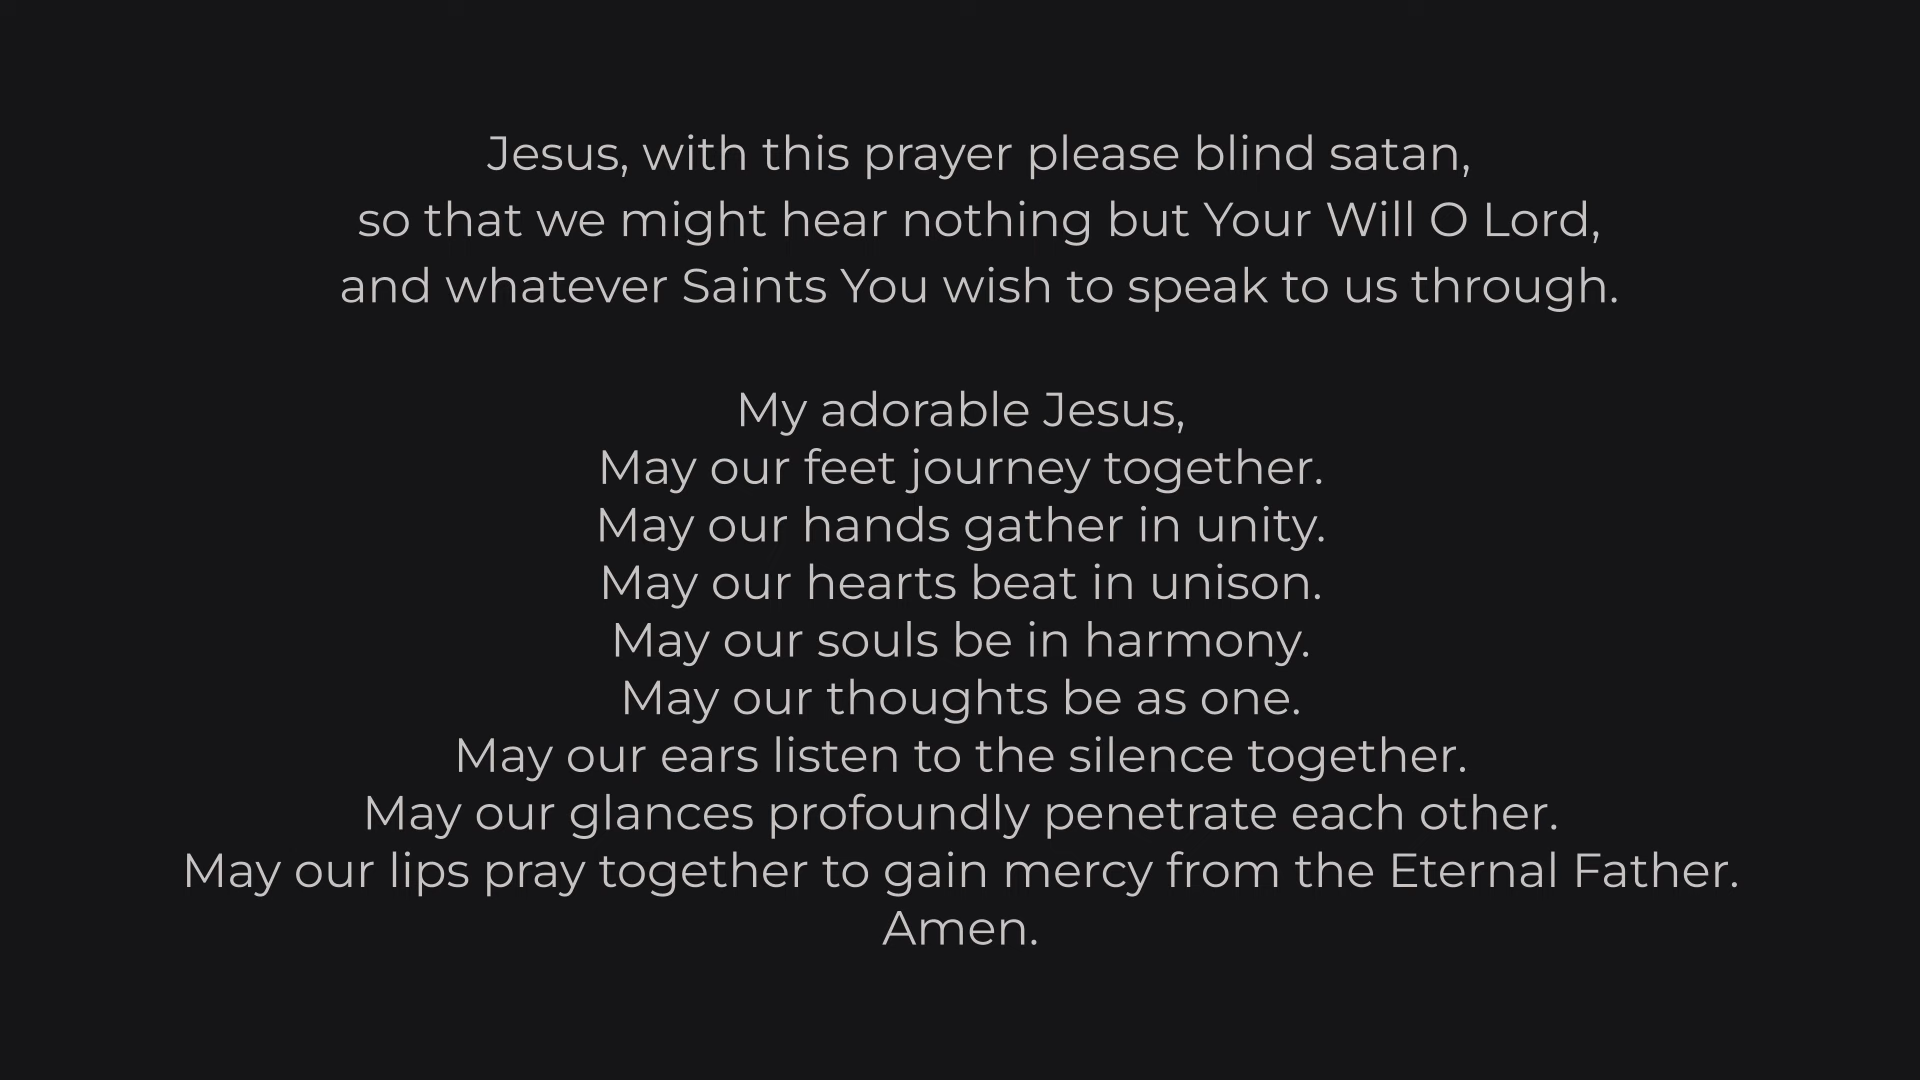 Jesus, with this prayer please blind satan,
so that we might hear nothing but Your Will O Lord,
and whatever Saints You wish to speak to us through.
My adorable Jesus,
May our feet journey together.
May our hands gather in unity.
May our hearts beat in unison.
May our souls be in harmony.
May our thoughts be as one.
May our ears listen to the silence together.
May our glances profoundly penetrate each other.
May our lips pray together to gain mercy from the Eternal Father.
Amen.